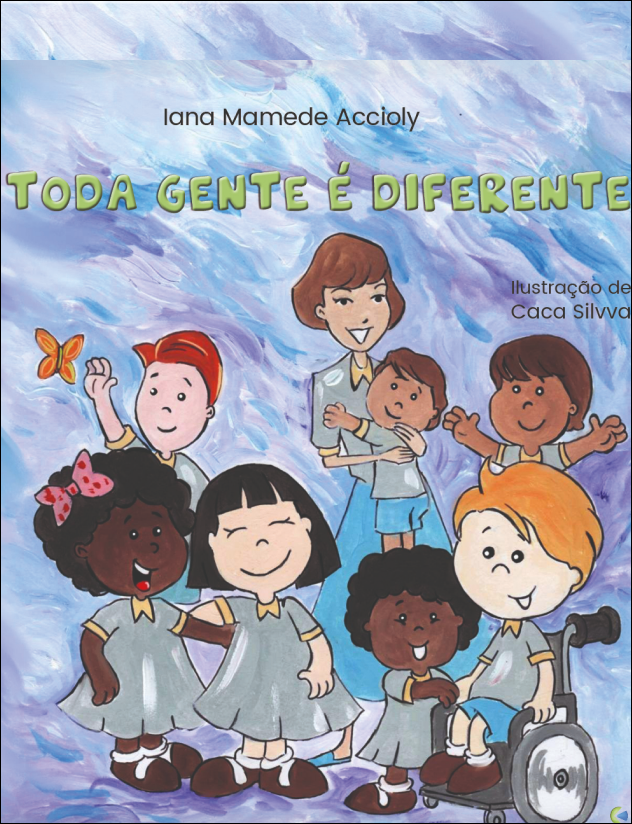 Iana Mamede Accioly
TODA GENTE É DIFERENTE
Ilustração de
Caca Silvva